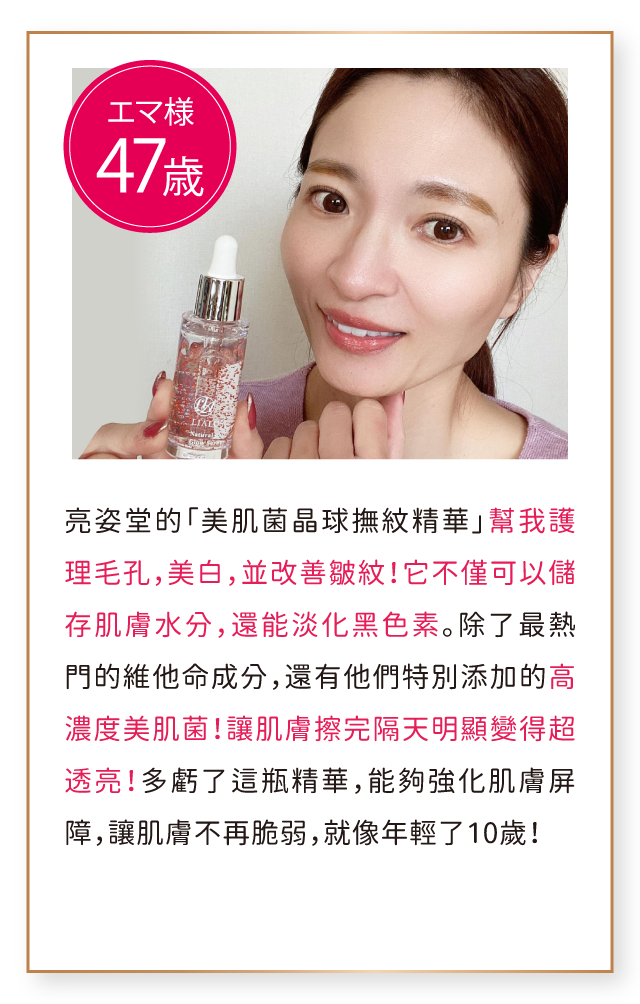 エマ様
47歳
LIAL
Natural
亮姿堂的「美肌菌晶球撫紋精華」幫我護
理毛孔，美白，並改善皺紋！它不僅可以儲
存肌膚水分，還能淡化黑色素。除了最熱
門的維他命成分，還有他們特別添加的高
濃度美肌菌！讓肌膚擦完隔天明顯變得超
透亮！多虧了這瓶精華，能夠強化肌膚屏
障，讓肌膚不再脆弱，就像年輕了10歲！